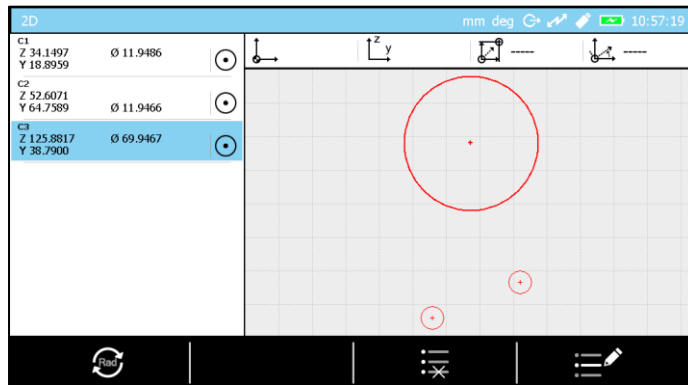 2D
mm deg 10:57:19
C1
Z 34.1497 Ø 11.9486
Y 18.8959
C2
Z 52.6071 Ø 11.9466
Y 64.7589
C3
Z 125.8817 Ø 69.9467
Y 38.7900
z
y
-----
-----
Rad